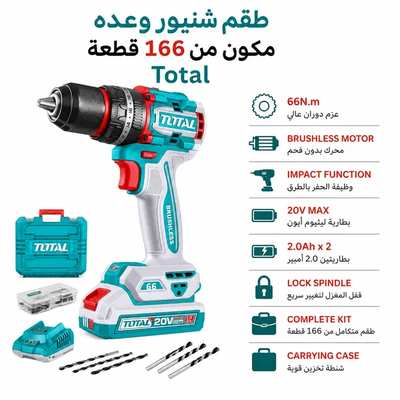 طقم شنيور وعده
مكون من 166 قطعة
Total
66N.m
عزم دوران عالي
BRUSHLESS MOTOR
محرك بدون فحم
IMPACT FUNCTION
وظيفة الحفر بالطرق
20V MAX
بطارية ليثيوم أيون
2.0Ah x 2
بطاريتين 2.0 أمبير
LOCK SPINDLE
قفل المغزل لتغيير سريع
COMPLETE KIT
طقم متكامل من 166 قطعة
CARRYING CASE
شنطة تخزين قوية
TOTAL
BRUSHLESS
66
TOTAL 20V
TOTAL